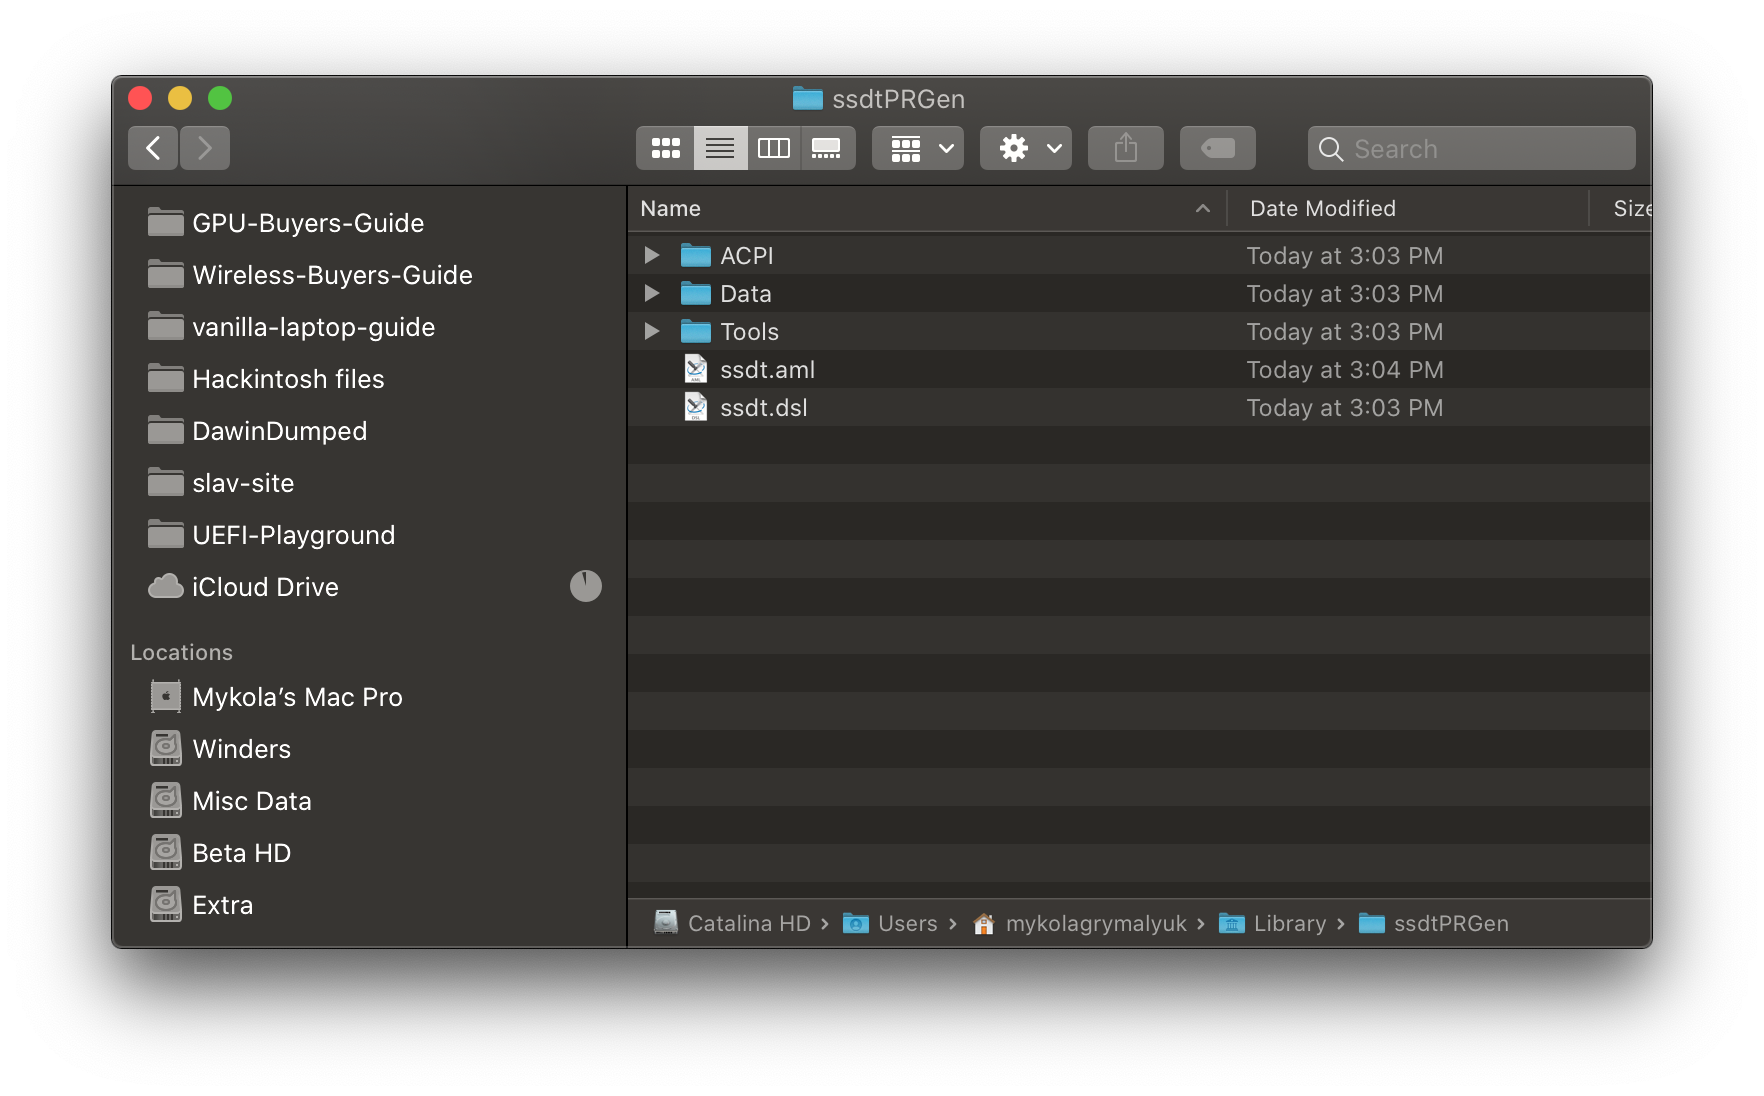 ssdtPRGen
Search
GPU-Buyers-Guide
Wireless-Buyers-Guide
vanilla-laptop-guide
Hackintosh files
DawinDumped
slav-site
UEFI-Playground
iCloud Drive
Locations
Mykola's Mac Pro
Winders
Misc Data
Beta HD
Extra
Name Date Modified Size
ACPI Today at 3:03 PM
Data Today at 3:03 PM
Tools Today at 3:03 PM
ssdt.aml Today at 3:04 PM
ssdt.dsl Today at 3:03 PM
Catalina HD › Users › mykolagrymalyuk › Library › ssdtPRGen